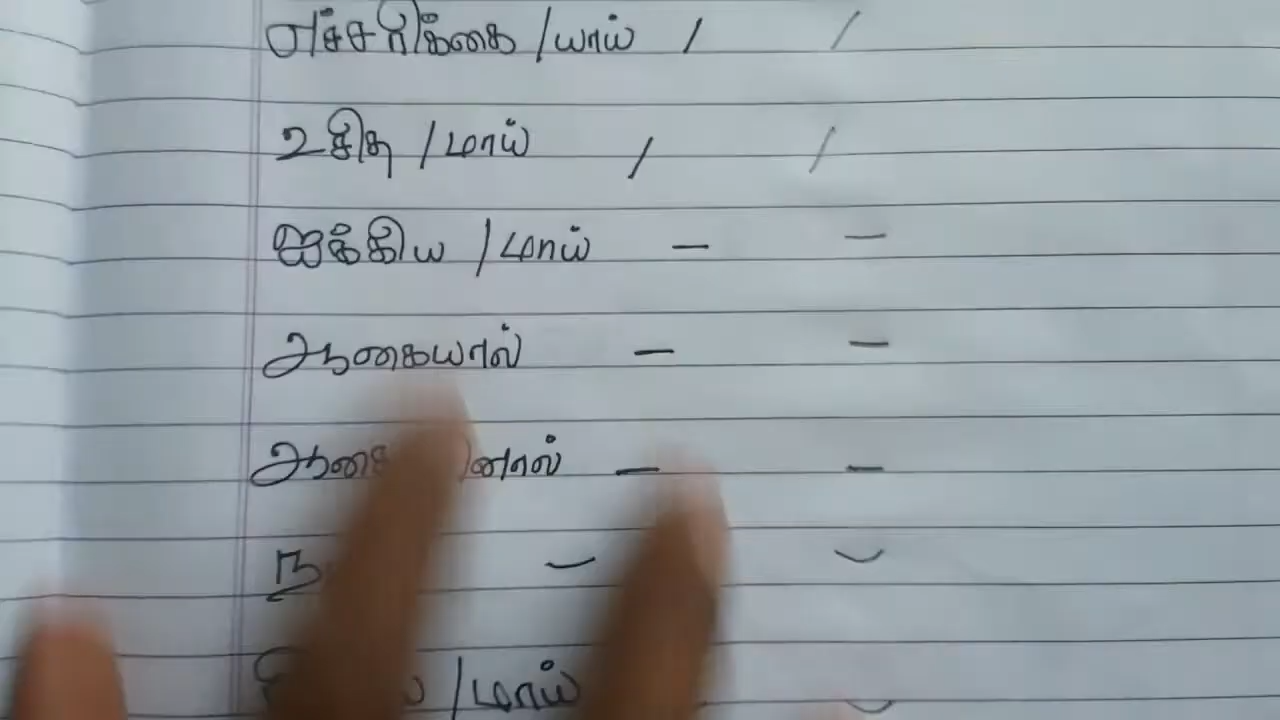 எச்சரிக்கை /யாய் / /
உசித /மாய் / /
ஐக்கிய /மாய் — —
ஆகையால் — —
— —
/மாய்